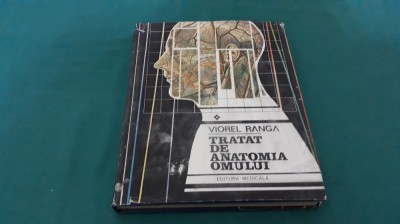 VIOREL RANGA
TRATAT
DE
ANATOMIA
OMULUI
EDITURA MEDICALĂ